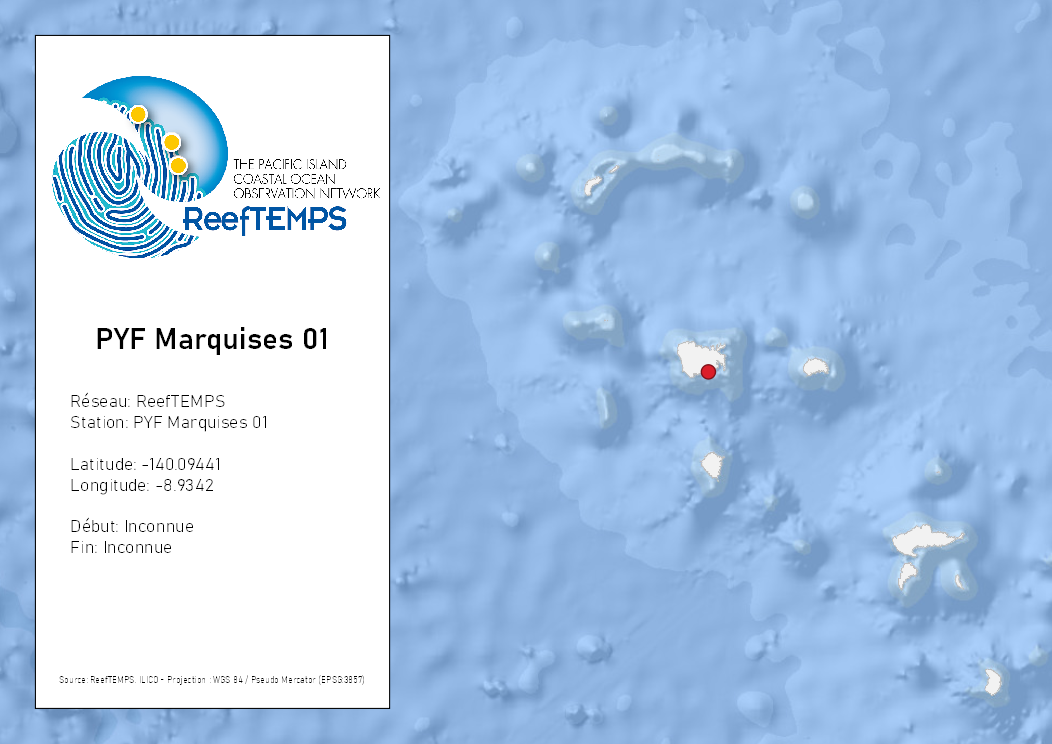 THE PACIFIC ISLAND
COASTAL OCEAN
OBSERVATION NETWORK
ReefTEMPS
PYF Marquises 01
Réseau: ReefTEMPS
Station: PYF Marquises 01
Latitude: -140.09441
Longitude: -8.9342
Début: Inconnue
Fin: Inconnue
Source: ReefTEMPS, ILICO - Projection : WGS 84 / Pseudo Mercator (EPSG:3857)